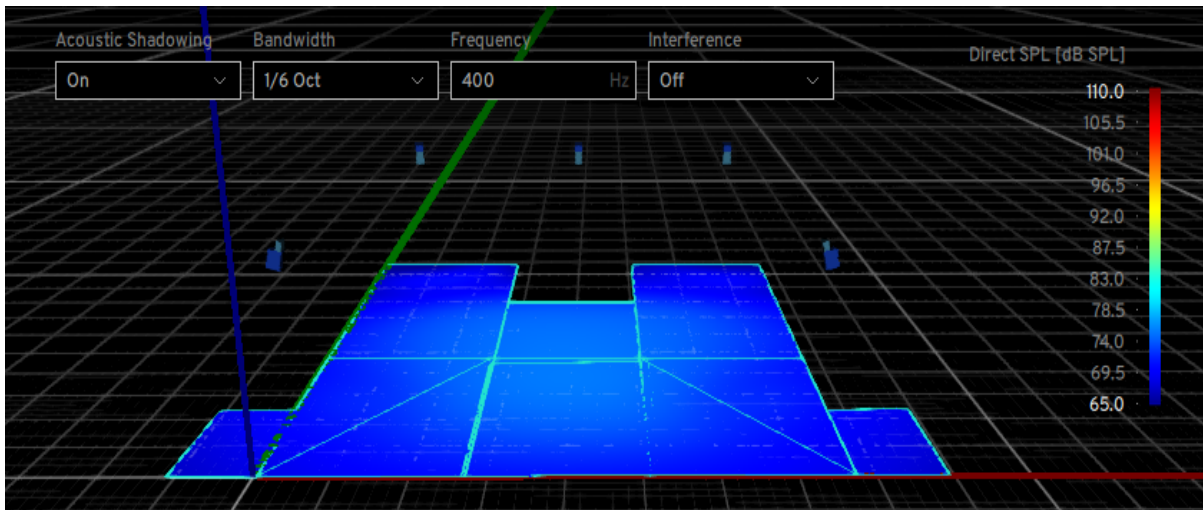 Acoustic Shadowing
Bandwidth
Frequency
Interference
On
1/6 Oct
400 Hz
Off
Direct SPL [dB SPL]
110.0
105.5
101.0
96.5
92.0
87.5
83.0
78.5
74.0
69.5
65.0